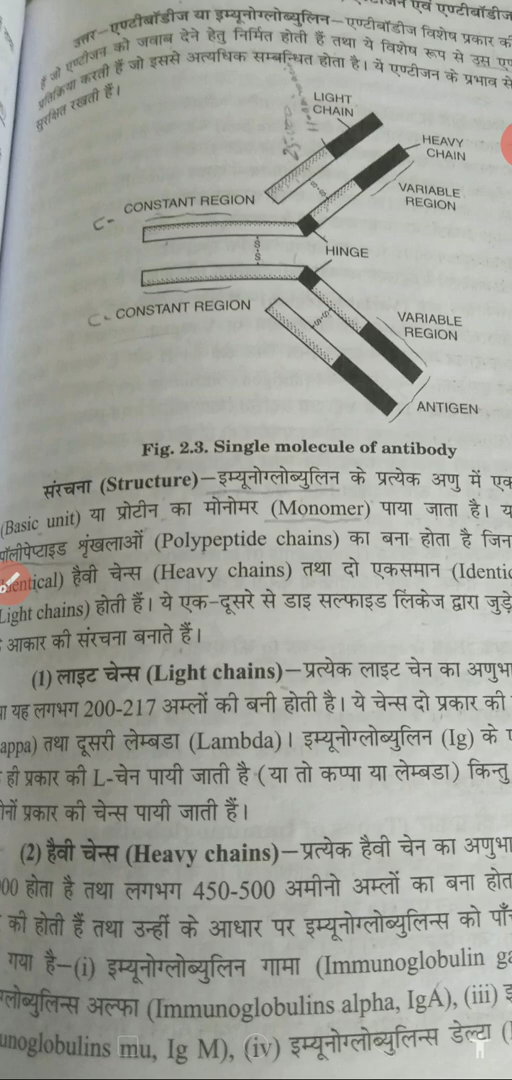 एवं एण्टीबॉडीज
उत्तर–एण्टीबॉडीज या इम्यूनोग्लोब्युलिन–एण्टीबॉडीज विशेष प्रकार की
हैं जो एण्टीजन को जवाब देने हेतु निर्मित होती हैं तथा ये विशेष रूप से उस
प्रतिक्रिया करती हैं जो इससे अत्यधिक सम्बन्धित होता है। ये एण्टीजन के प्रभाव से
सुरक्षित रखती हैं।
LIGHT
CHAIN
HEAVY
CHAIN
S-S
C- CONSTANT REGION
VARIABLE
REGION
S
S
HINGE
C- CONSTANT REGION
VARIABLE
REGION
S-S
ANTIGEN
Fig. 2.3. Single molecule of antibody
संरचना (Structure)–इम्यूनोग्लोब्युलिन के प्रत्येक अणु में एक
(Basic unit) या प्रोटीन का मोनोमर (Monomer) पाया जाता है। य
पॉलीपेप्टाइड श्रृंखलाओं (Polypeptide chains) का बना होता है जिन
entical) हैवी चेन्स (Heavy chains) तथा दो एकसमान (Identic
Light chains) होती हैं। ये एक-दूसरे से डाइ सल्फाइड लिंकेज द्वारा जुड़े
आकार की संरचना बनाते हैं।
(1) लाइट चेन्स (Light chains)–प्रत्येक लाइट चेन का अणुभा
ा यह लगभग 200-217 अम्लों की बनी होती है। ये चेन्स दो प्रकार की
appa) तथा दूसरी लेम्बडा (Lambda)। इम्यूनोग्लोब्युलिन (Ig) के
ही प्रकार की L-चेन पायी जाती है (या तो कप्पा या लेम्बडा) किन्तु
ोनों प्रकार की चेन्स पायी जाती हैं।
(2) हैवी चेन्स (Heavy chains)–प्रत्येक हैवी चेन का अणुभा
00 होता है तथा लगभग 450-500 अमीनो अम्लों का बना होत
की होती हैं तथा उन्हीं के आधार पर इम्यूनोग्लोब्युलिन्स को पाँ
गया है–(i) इम्यूनोग्लोब्युलिन गामा (Immunoglobulin ga
ग्लोब्युलिन्स अल्फा (Immunoglobulins alpha, IgA), (iii) इ
unoglobulins mu, Ig M), (iv) इम्यूनोग्लोब्युलिन्स डेल्टा (I